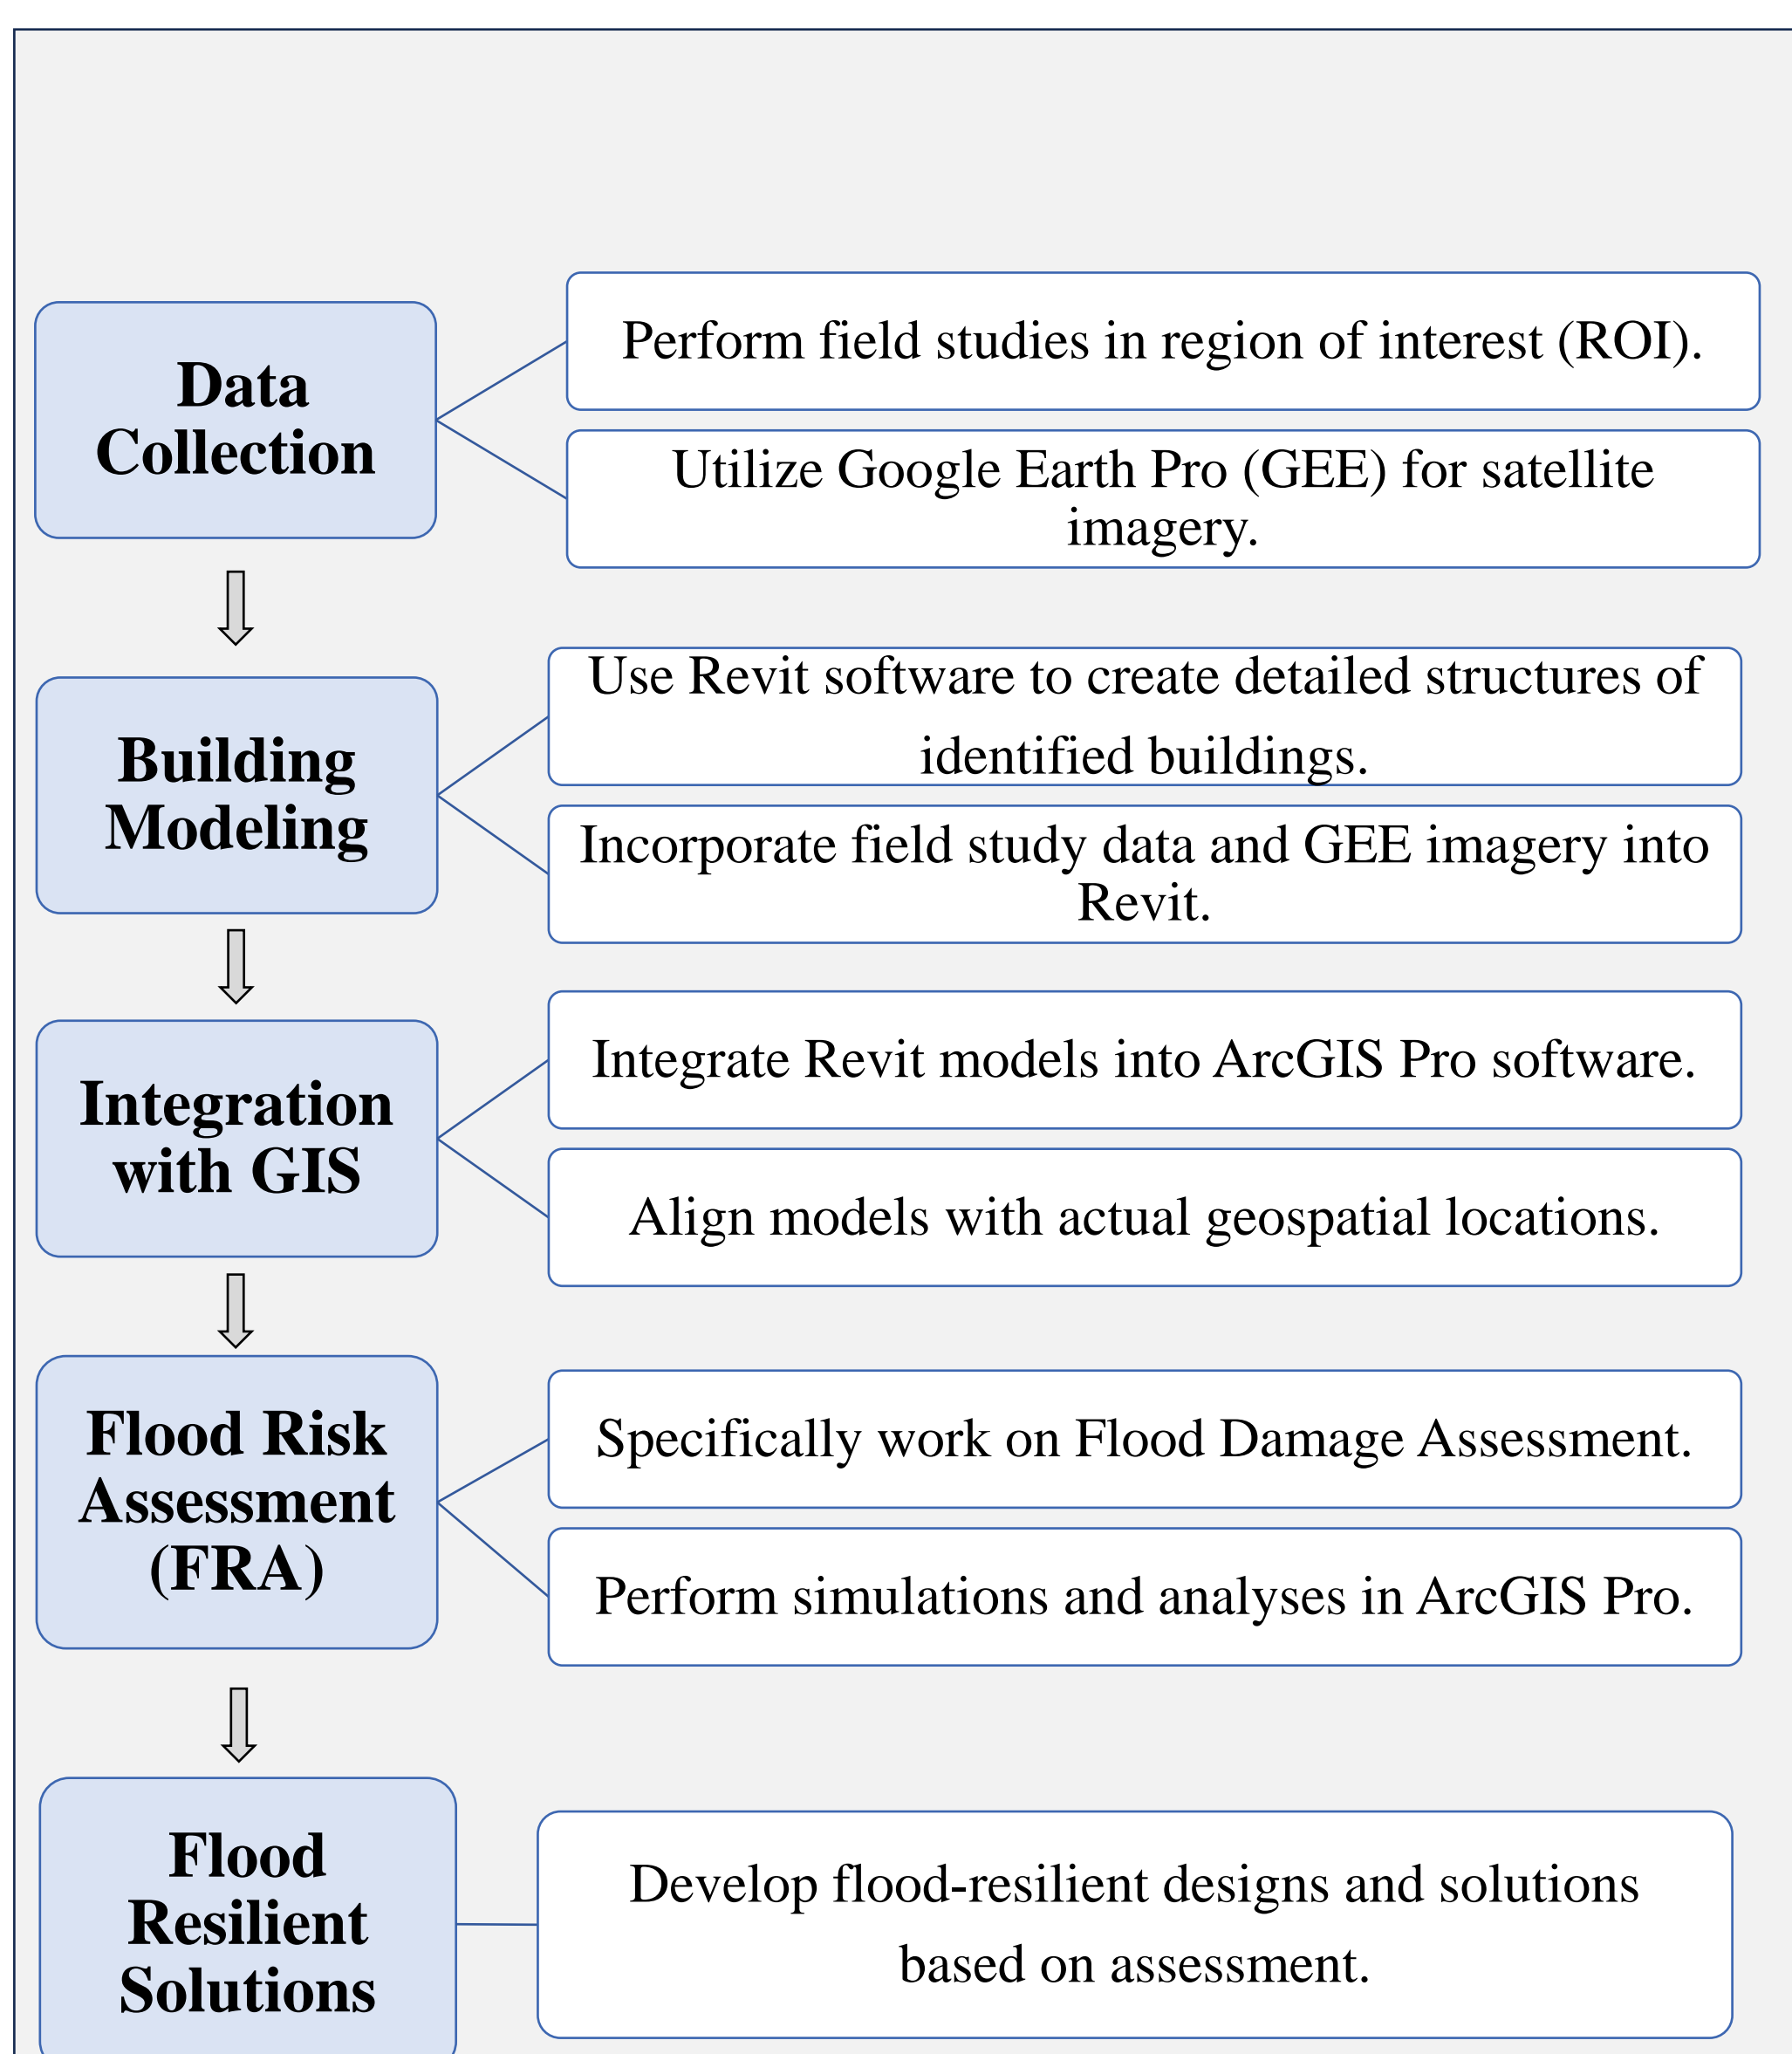 Data
Collection
Perform field studies in region of interest (ROI).
Utilize Google Earth Pro (GEE) for satellite
imagery.
Building
Modeling
Use Revit software to create detailed structures of
identified buildings.
Incorporate field study data and GEE imagery into
Revit.
Integration
with GIS
Integrate Revit models into ArcGIS Pro software.
Align models with actual geospatial locations.
Flood Risk
Assessment
(FRA)
Specifically work on Flood Damage Assessment.
Perform simulations and analyses in ArcGIS Pro.
Flood
Resilient
Solutions
Develop flood-resilient designs and solutions
based on assessment.